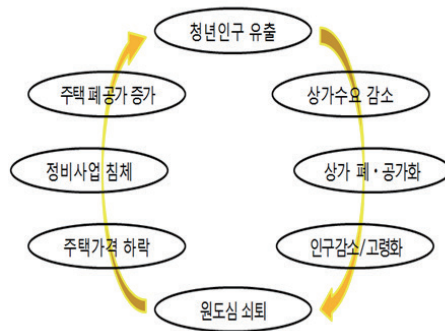 청년인구 유출
주택 폐공가 증가
상가수요 감소
정비사업 침체
상가 폐·공가화
주택가격 하락
인구감소/고령화
원도심 쇠퇴